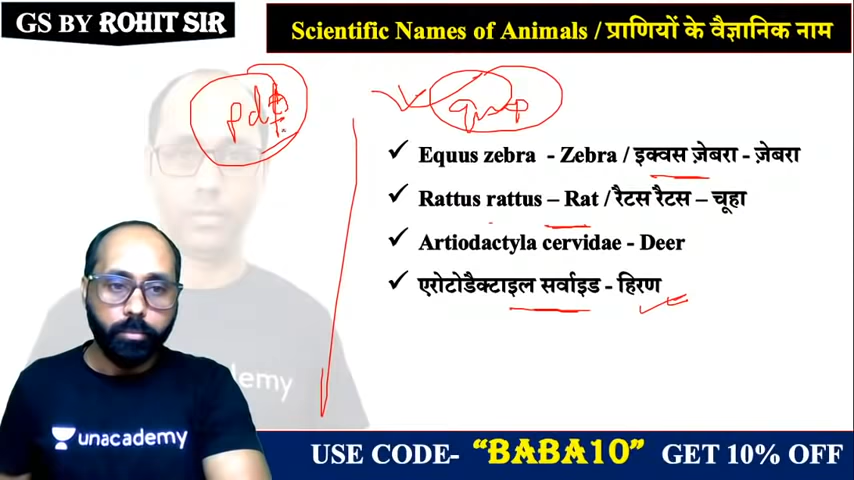 GS BY ROHIT SIR
Scientific Names of Animals / प्राणियों के वैज्ञानिक नाम
pdf
Equus zebra - Zebra / इक्वस ज़ेबरा - ज़ेबरा
Rattus rattus – Rat / रैटस रैटस – चूहा
Artiodactyla cervidae - Deer
एरोटोडैक्टाइल सर्वाइड - हिरण
emy
unacademy
USE CODE- “BABA10” GET 10% OFF